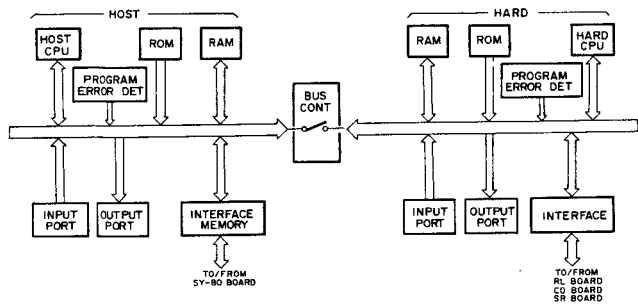 HOST
HARD
HOST
CPU
ROM
RAM
RAM
ROM
HARD
CPU
PROGRAM
ERROR DET
BUS
CONT
PROGRAM
ERROR DET
INPUT
PORT
OUTPUT
PORT
INTERFACE
MEMORY
INPUT
PORT
OUTPUT
PORT
INTERFACE
TO/FROM
SY-80 BOARD
TO/FROM
RL BOARD
CD BOARD
SR BOARD